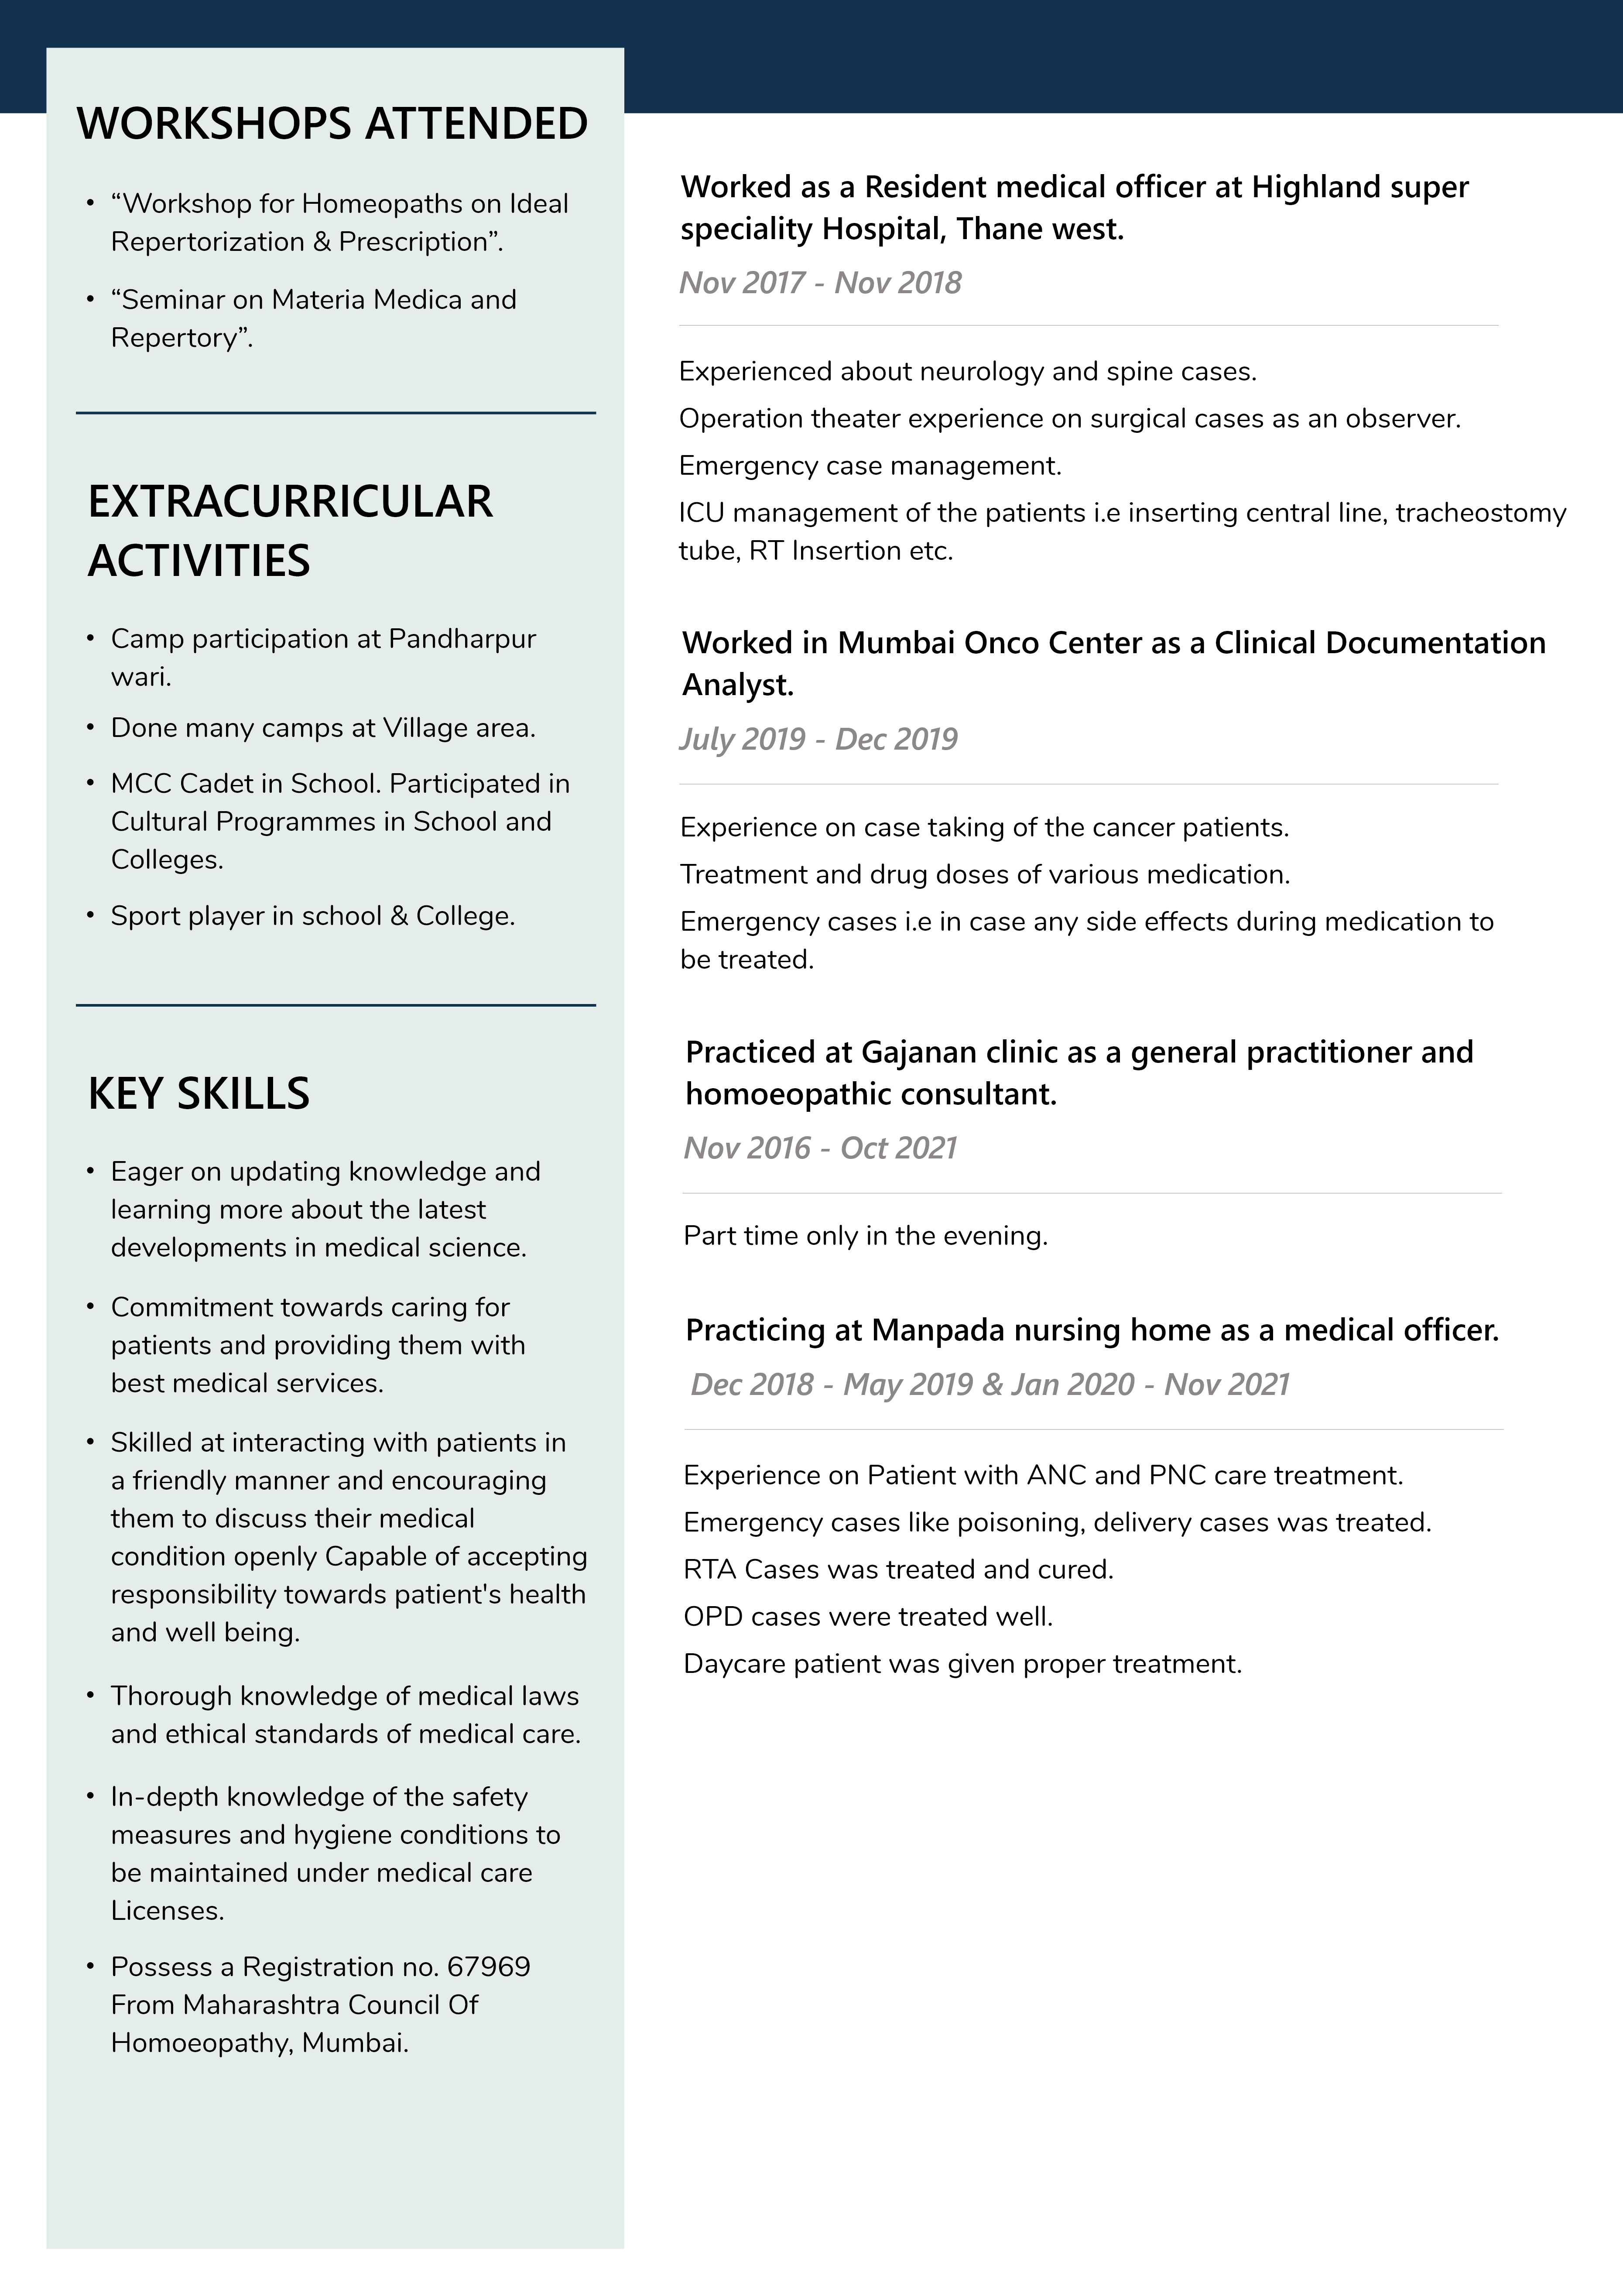 WORKSHOPS ATTENDED
• “Workshop for Homeopaths on Ideal
Repertorization & Prescription”.
• “Seminar on Materia Medica and
Repertory”.
EXTRACURRICULAR
ACTIVITIES
• Camp participation at Pandharpur
wari.
• Done many camps at Village area.
• MCC Cadet in School. Participated in
Cultural Programmes in School and
Colleges.
• Sport player in school & College.
KEY SKILLS
• Eager on updating knowledge and
learning more about the latest
developments in medical science.
• Commitment towards caring for
patients and providing them with
best medical services.
• Skilled at interacting with patients in
a friendly manner and encouraging
them to discuss their medical
condition openly Capable of accepting
responsibility towards patient's health
and well being.
• Thorough knowledge of medical laws
and ethical standards of medical care.
• In-depth knowledge of the safety
measures and hygiene conditions to
be maintained under medical care
Licenses.
• Possess a Registration no. 67969
From Maharashtra Council Of
Homoeopathy, Mumbai.
Worked as a Resident medical officer at Highland super
speciality Hospital, Thane west.
Nov 2017 - Nov 2018
Experienced about neurology and spine cases.
Operation theater experience on surgical cases as an observer.
Emergency case management.
ICU management of the patients i.e inserting central line, tracheostomy
tube, RT Insertion etc.
Worked in Mumbai Onco Center as a Clinical Documentation
Analyst.
July 2019 - Dec 2019
Experience on case taking of the cancer patients.
Treatment and drug doses of various medication.
Emergency cases i.e in case any side effects during medication to
be treated.
Practiced at Gajanan clinic as a general practitioner and
homoeopathic consultant.
Nov 2016 - Oct 2021
Part time only in the evening.
Practicing at Manpada nursing home as a medical officer.
Dec 2018 - May 2019 & Jan 2020 - Nov 2021
Experience on Patient with ANC and PNC care treatment.
Emergency cases like poisoning, delivery cases was treated.
RTA Cases was treated and cured.
OPD cases were treated well.
Daycare patient was given proper treatment.